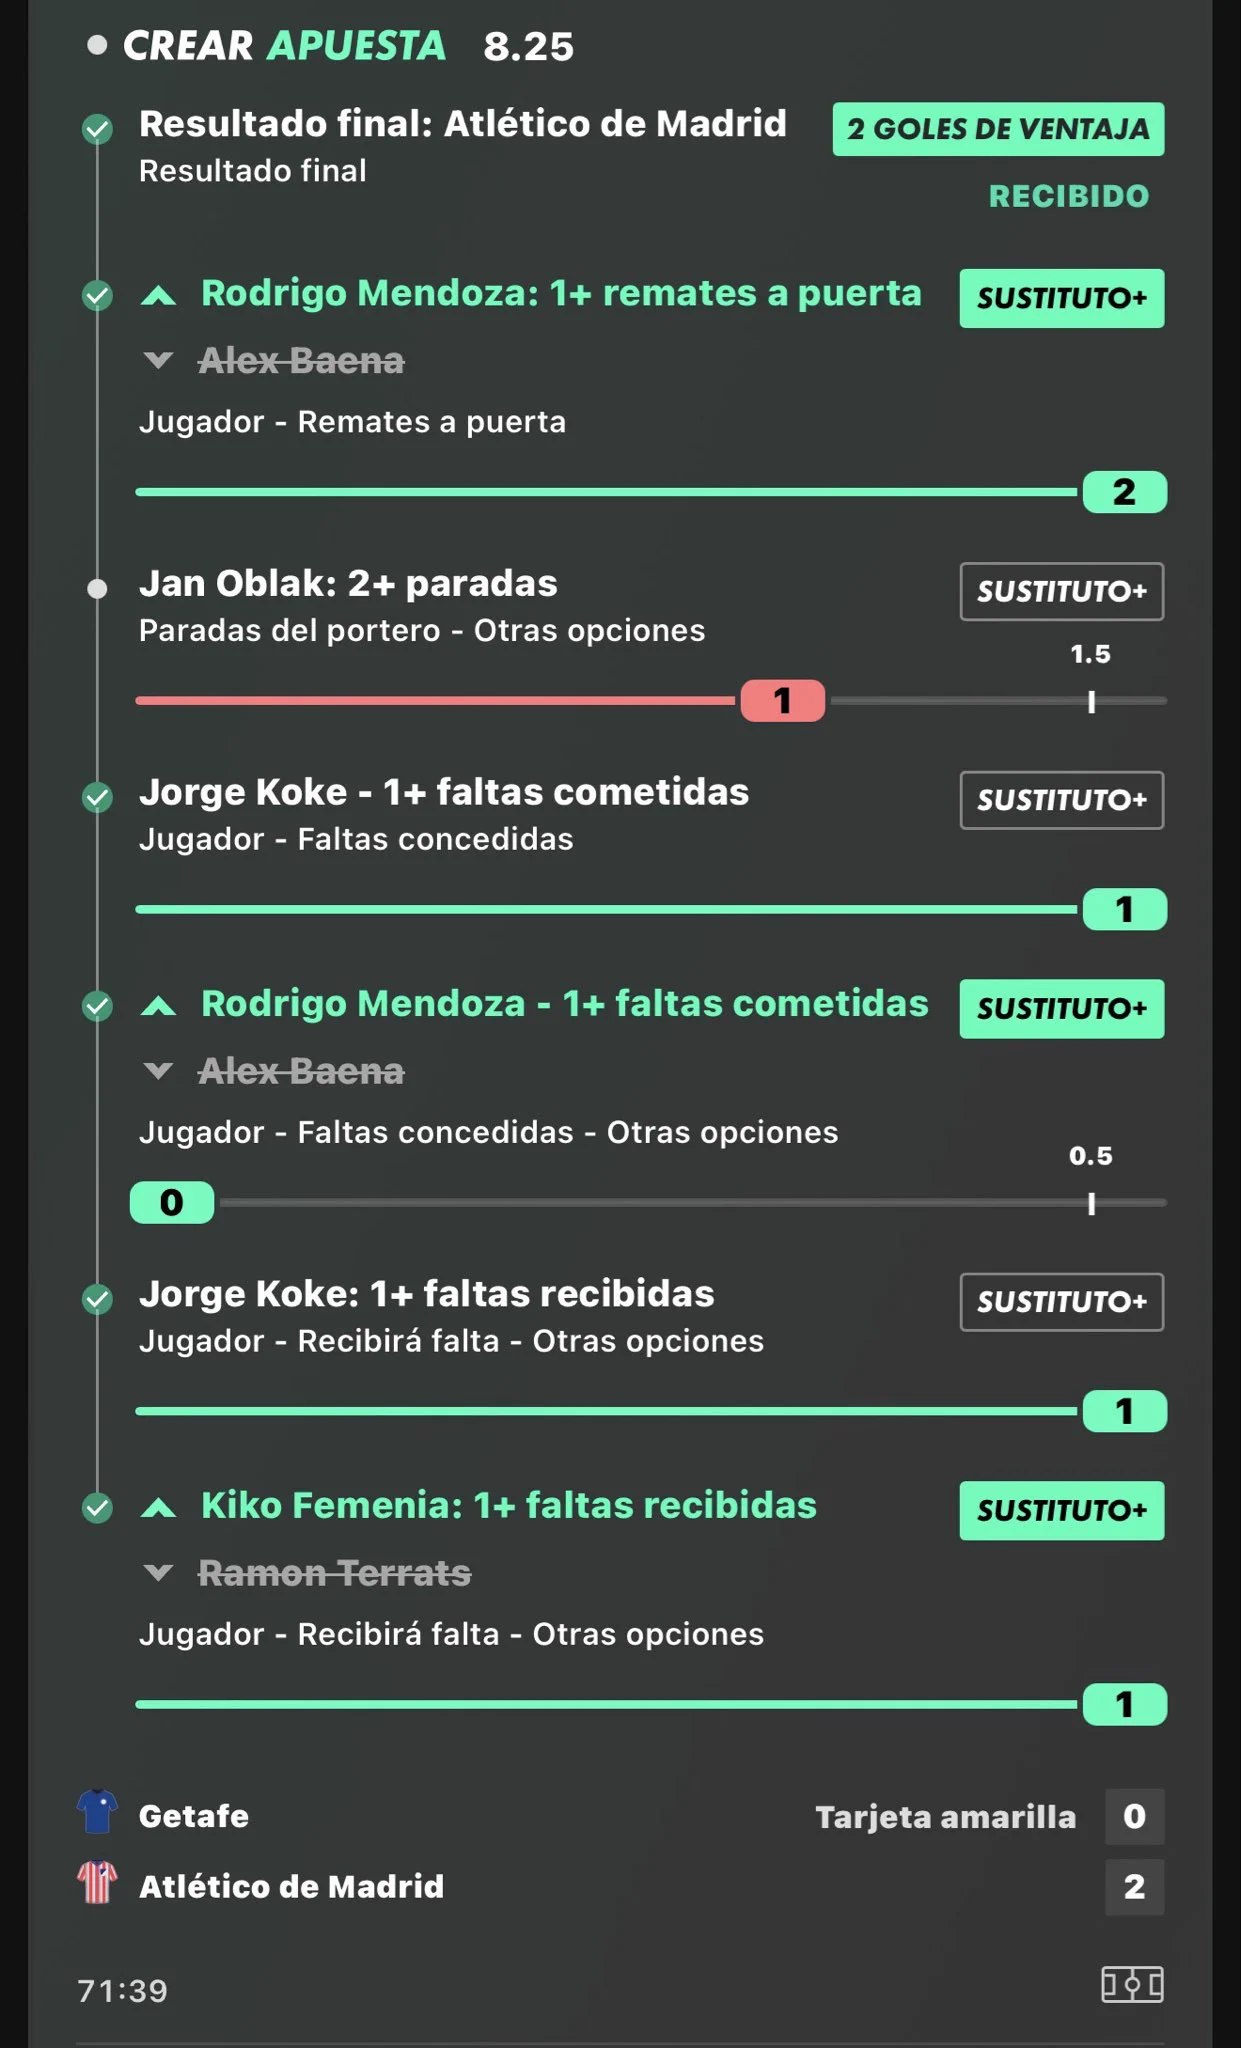 CREAR APUESTA 8.25
Resultado final: Atlético de Madrid 2 GOLES DE VENTAJA
Resultado final
RECIBIDO
Rodrigo Mendoza: 1+ remates a puerta SUSTITUTO+
Alex Baena
Jugador - Remates a puerta
2
Jan Oblak: 2+ paradas SUSTITUTO+
Paradas del portero - Otras opciones
1.5
1
Jorge Koke - 1+ faltas cometidas SUSTITUTO+
Jugador - Faltas concedidas
1
Rodrigo Mendoza - 1+ faltas cometidas SUSTITUTO+
Alex Baena
Jugador - Faltas concedidas - Otras opciones
0.5
0
Jorge Koke: 1+ faltas recibidas SUSTITUTO+
Jugador - Recibirá falta - Otras opciones
1
Kiko Femenia: 1+ faltas recibidas SUSTITUTO+
Ramon Terrats
Jugador - Recibirá falta - Otras opciones
1
Getafe Tarjeta amarilla 0
Atlético de Madrid 2
71:39